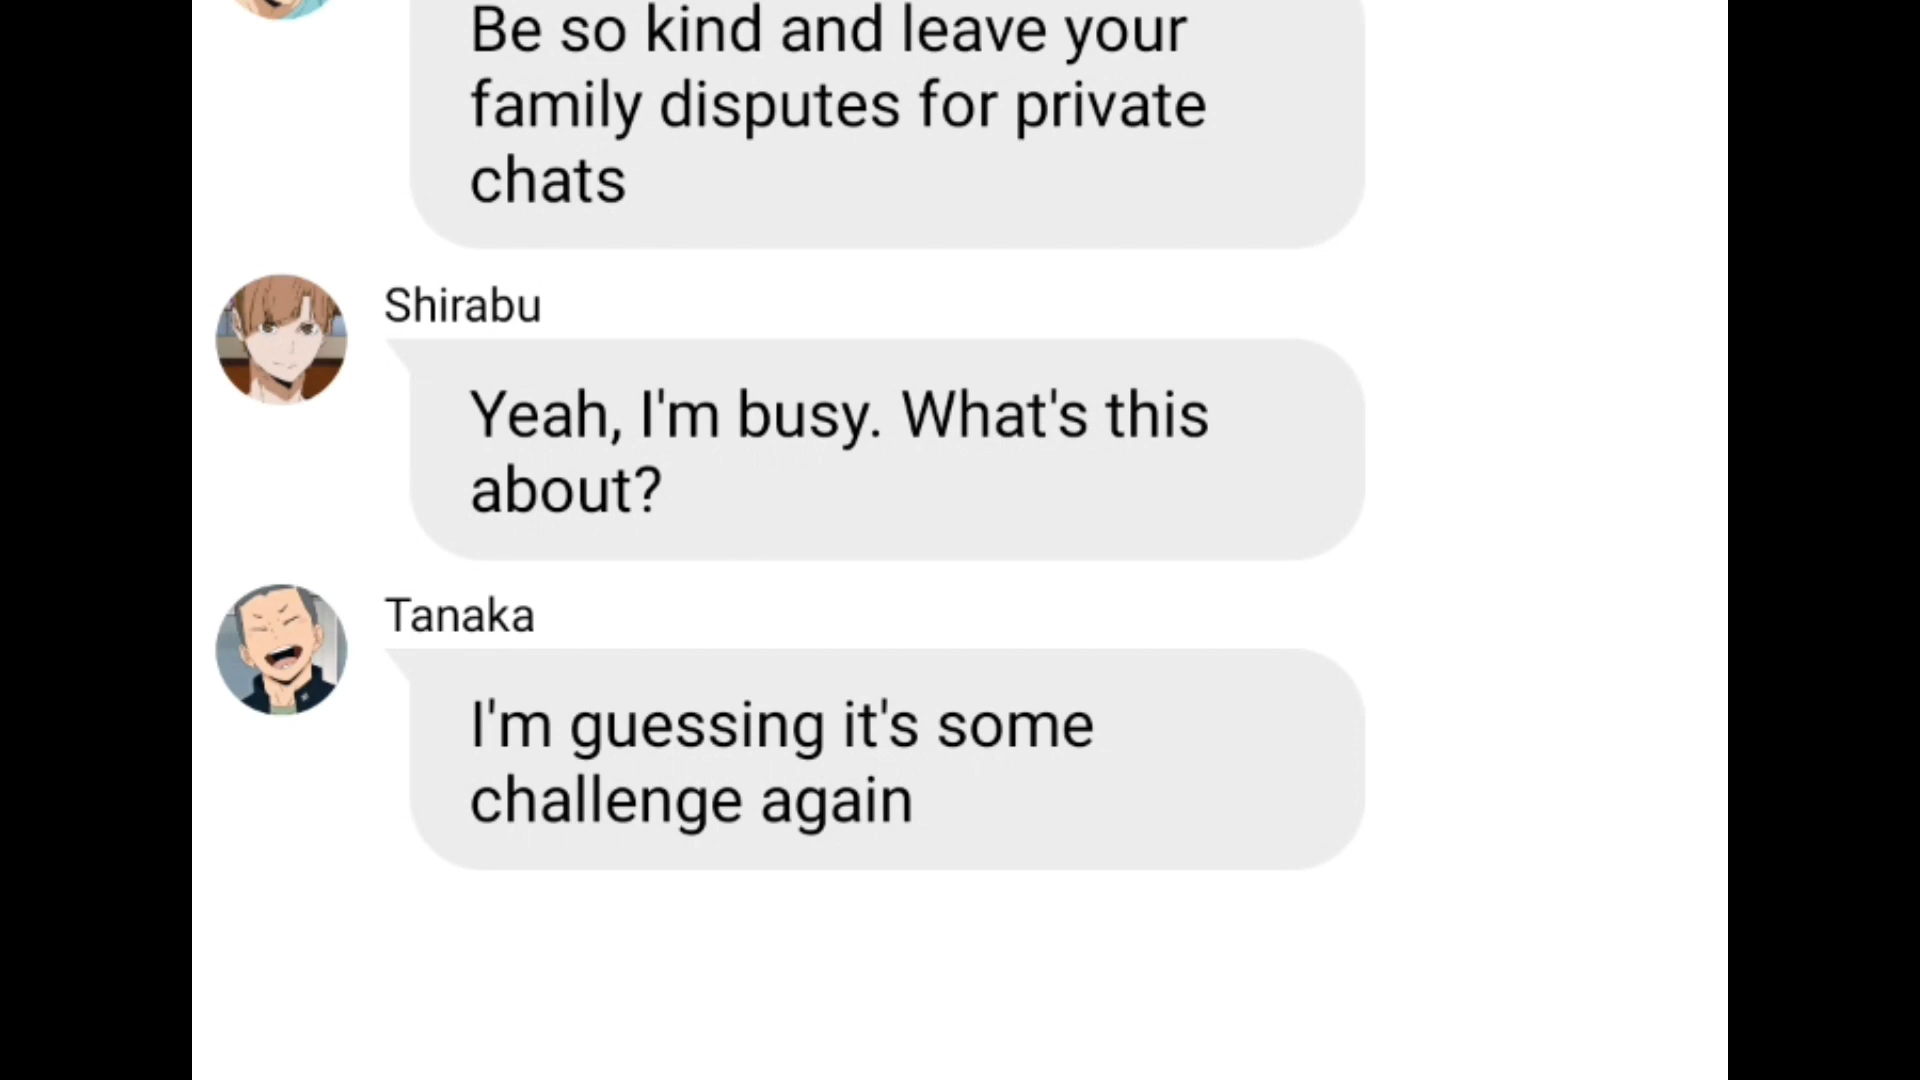 Be so kind and leave your
family disputes for private
chats
Shirabu
Yeah, I'm busy. What's this
about?
Tanaka
I'm guessing it's some
challenge again